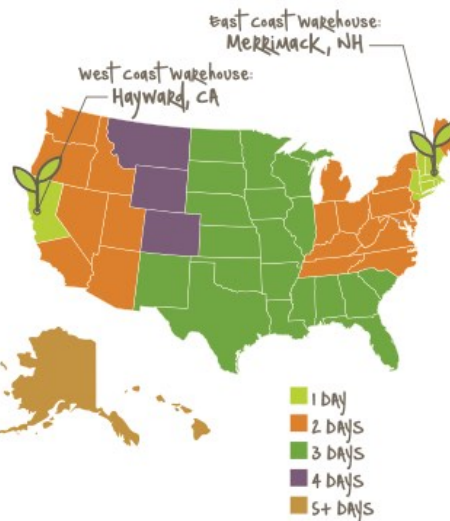 East Coast Warehouse:
Merrimack, NH
West Coast Warehouse:
Hayward, CA
1 DAY
2 DAYS
3 DAYS
4 DAYS
5+ DAYS